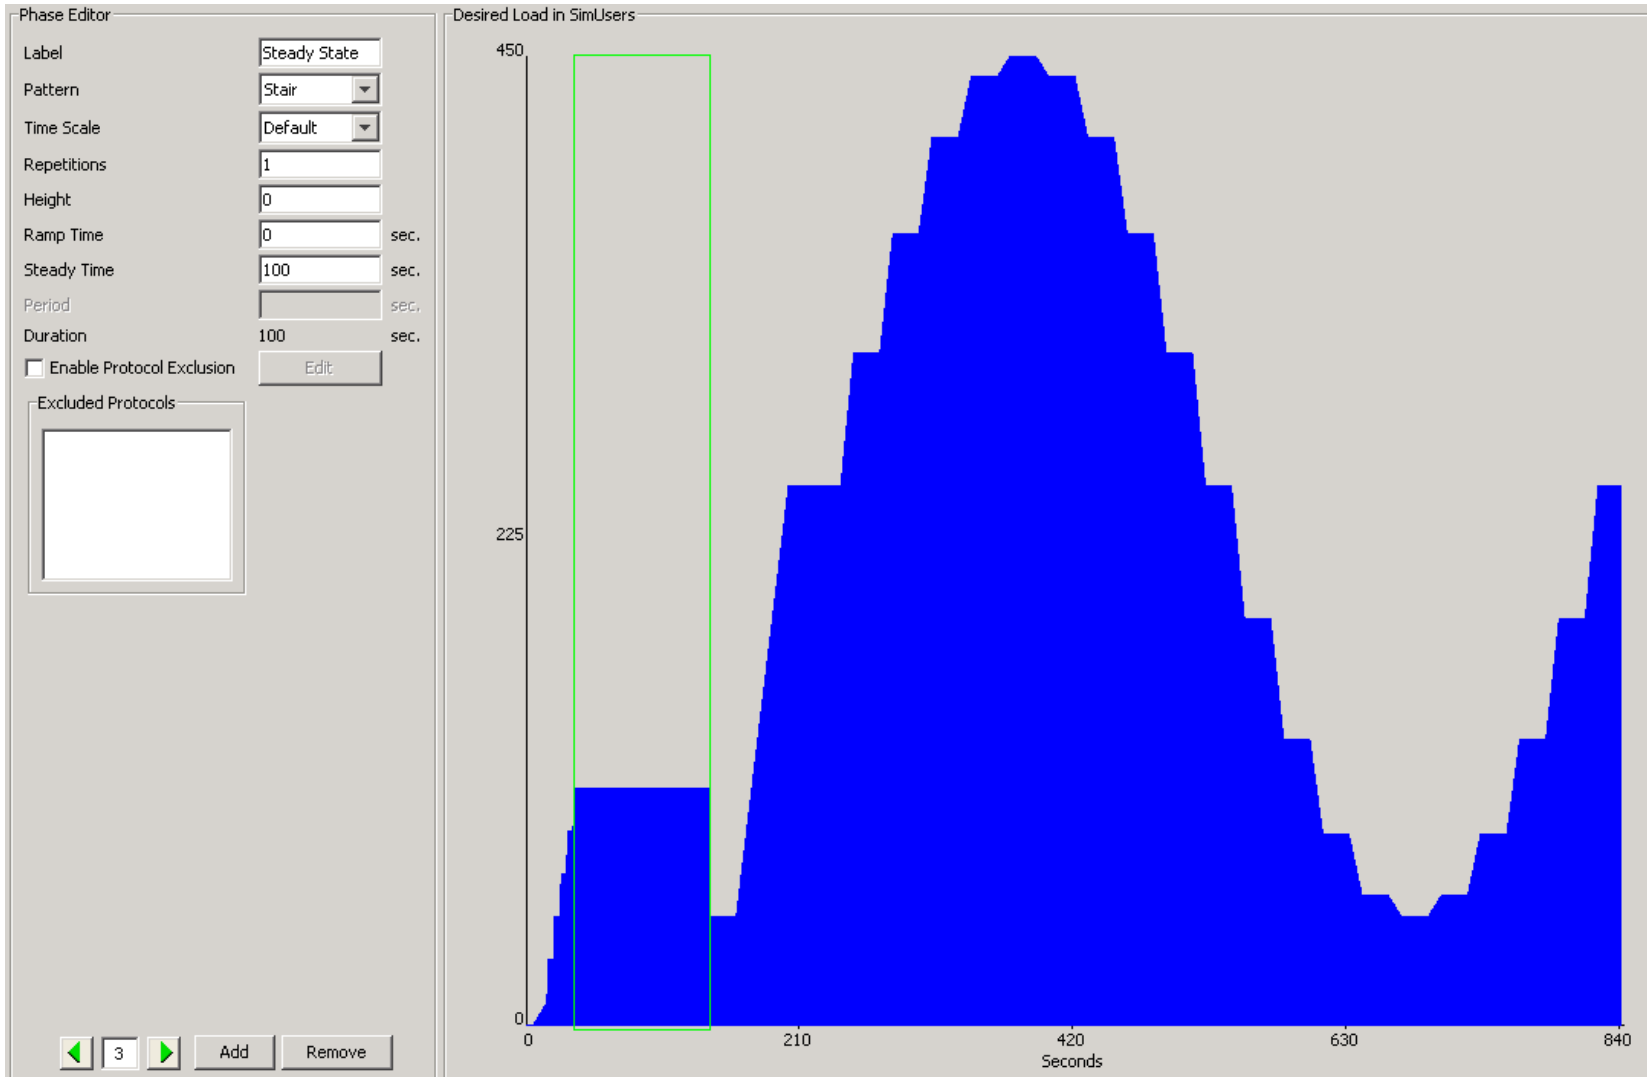 Phase Editor
Label Steady State
Pattern Stair
Time Scale Default
Repetitions 1
Height 0
Ramp Time 0 sec.
Steady Time 100 sec.
Period sec.
Duration 100 sec.
Enable Protocol Exclusion Edit
Excluded Protocols
3 Add Remove
Desired Load in SimUsers
450
225
0
0 210 420 630 840
Seconds